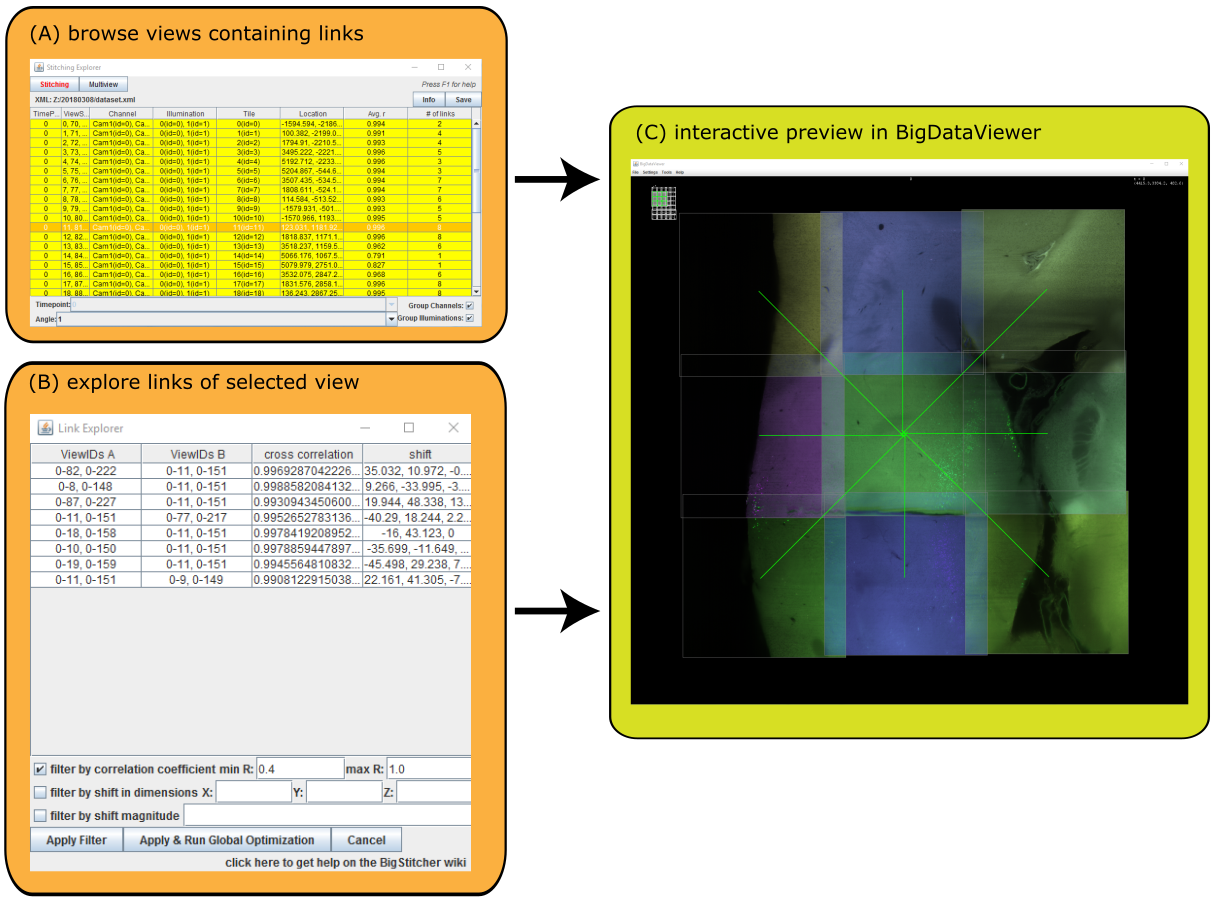 (A) browse views containing links
Stitching Explorer
Stitching Multiview Press F1 for help
XML: Z:/20180308/dataset.xml Info Save
TimeP... ViewS... Channel Illumination Tile Location Avg. r # of links
0 0, 70, ... Cam1(id=0), Ca... 0(id=0), 1(id=1) 0(id=0) -1594.594, -2186... 0.994 2
0 1, 71, ... Cam1(id=0), Ca... 0(id=0), 1(id=1) 1(id=1) 100.382, -2199.0... 0.991 4
0 2, 72, ... Cam1(id=0), Ca... 0(id=0), 1(id=1) 2(id=2) 1794.91, -2210.5... 0.993 4
0 3, 73, ... Cam1(id=0), Ca... 0(id=0), 1(id=1) 3(id=3) 3495.222, -2221... 0.996 5
0 4, 74, ... Cam1(id=0), Ca... 0(id=0), 1(id=1) 4(id=4) 5192.712, -2233... 0.996 3
0 5, 75, ... Cam1(id=0), Ca... 0(id=0), 1(id=1) 5(id=5) 5204.867, -544.6... 0.994 3
0 6, 76, ... Cam1(id=0), Ca... 0(id=0), 1(id=1) 6(id=6) 3507.435, -534.5... 0.996 7
0 7, 77, ... Cam1(id=0), Ca... 0(id=0), 1(id=1) 7(id=7) 1808.611, -524.1... 0.994 7
0 8, 78, ... Cam1(id=0), Ca... 0(id=0), 1(id=1) 8(id=8) 114.584, -513.52... 0.993 6
0 9, 79, ... Cam1(id=0), Ca... 0(id=0), 1(id=1) 9(id=9) -1579.931, -501... 0.993 5
0 10, 80... Cam1(id=0), Ca... 0(id=0), 1(id=1) 10(id=10) -1570.966, 1193... 0.995 5
0 11, 81... Cam1(id=0), Ca... 0(id=0), 1(id=1) 11(id=11) 123.031, 1181.92... 0.996 8
0 12, 82... Cam1(id=0), Ca... 0(id=0), 1(id=1) 12(id=12) 1818.837, 1171.1... 0.996 8
0 13, 83... Cam1(id=0), Ca... 0(id=0), 1(id=1) 13(id=13) 3518.237, 1159.5... 0.962 6
0 14, 84... Cam1(id=0), Ca... 0(id=0), 1(id=1) 14(id=14) 5066.176, 1067.5... 0.791 1
0 15, 85... Cam1(id=0), Ca... 0(id=0), 1(id=1) 15(id=15) 5079.979, 2751.0... 0.827 1
0 16, 86... Cam1(id=0), Ca... 0(id=0), 1(id=1) 16(id=16) 3532.075, 2847.2... 0.968 6
0 17, 87... Cam1(id=0), Ca... 0(id=0), 1(id=1) 17(id=17) 1831.576, 2858.1... 0.996 8
0 18, 88... Cam1(id=0), Ca... 0(id=0), 1(id=1) 18(id=18) 136.243, 2867.25... 0.995 8
Timepoint: Group Channels:
Angle: 1 Group Illuminations:
(B) explore links of selected view
Link Explorer
ViewIDs A ViewIDs B cross correlation shift
0-82, 0-222 0-11, 0-151 0.9969287042226... 35.032, 10.972, -0....
0-8, 0-148 0-11, 0-151 0.9988582084132... 9.266, -33.995, -3....
0-87, 0-227 0-11, 0-151 0.9930943450600... 19.944, 48.338, 13....
0-11, 0-151 0-77, 0-217 0.9952652783136... -40.29, 18.244, 2.2...
0-18, 0-158 0-11, 0-151 0.9978419208952... -16, 43.123, 0
0-10, 0-150 0-11, 0-151 0.9978859447897... -35.699, -11.649, ...
0-19, 0-159 0-11, 0-151 0.9945564810832... -45.498, 29.238, 7....
0-11, 0-151 0-9, 0-149 0.9908122915038... 22.161, 41.305, -7....
filter by correlation coefficient min R: 0.4 max R: 1.0
filter by shift in dimensions X: Y: Z:
filter by shift magnitude
Apply Filter Apply & Run Global Optimization Cancel
click here to get help on the BigStitcher wiki
(C) interactive preview in BigDataViewer
BigDataViewer
File Settings Tools Help